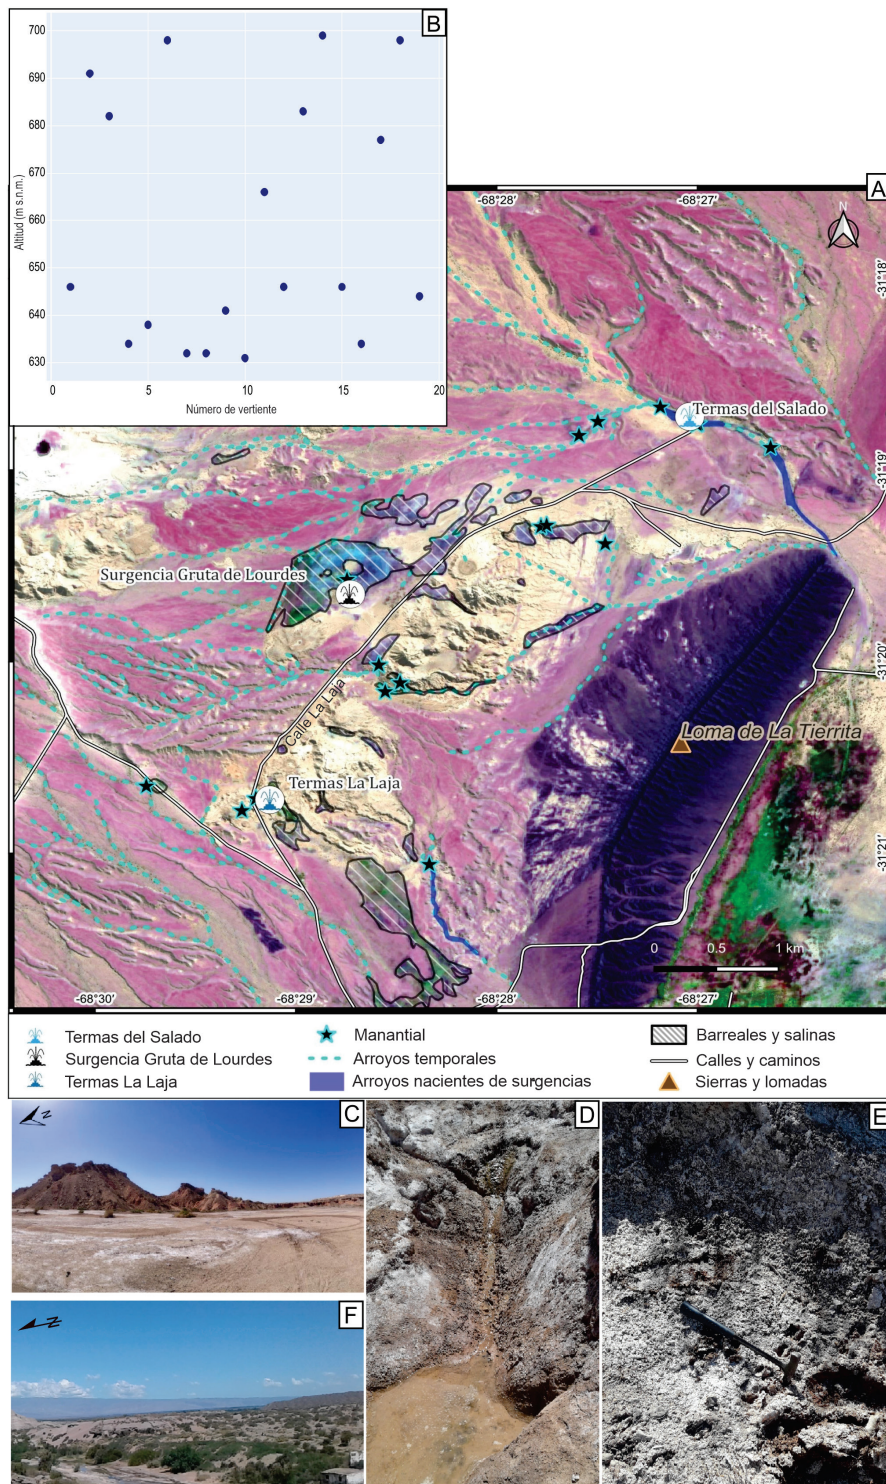 B
700
690
680
670
660
650
640
630
Altitud (m s.n.m.)
0
5
10
15
20
Número de vertiente
A
-68°28'
-68°27'
N
-31°18'
-31°19'
-31°20'
-31°21'
Termas del Salado
Surgencia Gruta de Lourdes
Calle La Laja
Loma de La Tierrita
Termas La Laja
0 0.5 1 km
-68°30'
-68°29'
-68°28'
-68°27'
Termas del Salado
Manantial
Barreales y salinas
Surgencia Gruta de Lourdes
Arroyos temporales
Calles y caminos
Termas La Laja
Arroyos nacientes de surgencias
Sierras y lomadas
N
C
D
E
N
F